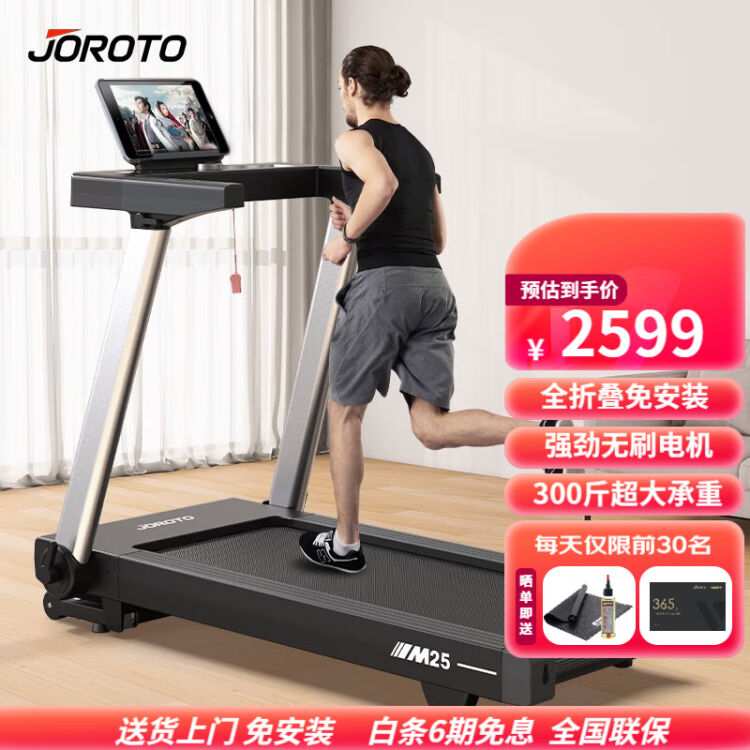 JOROTO
预估到手价
¥ 2599
全折叠免安装
强劲无刷电机
300斤超大承重
每天仅限前30名
晒单即送
365
JOROTO
M25
送货上门 免安装 白条6期免息 全国联保